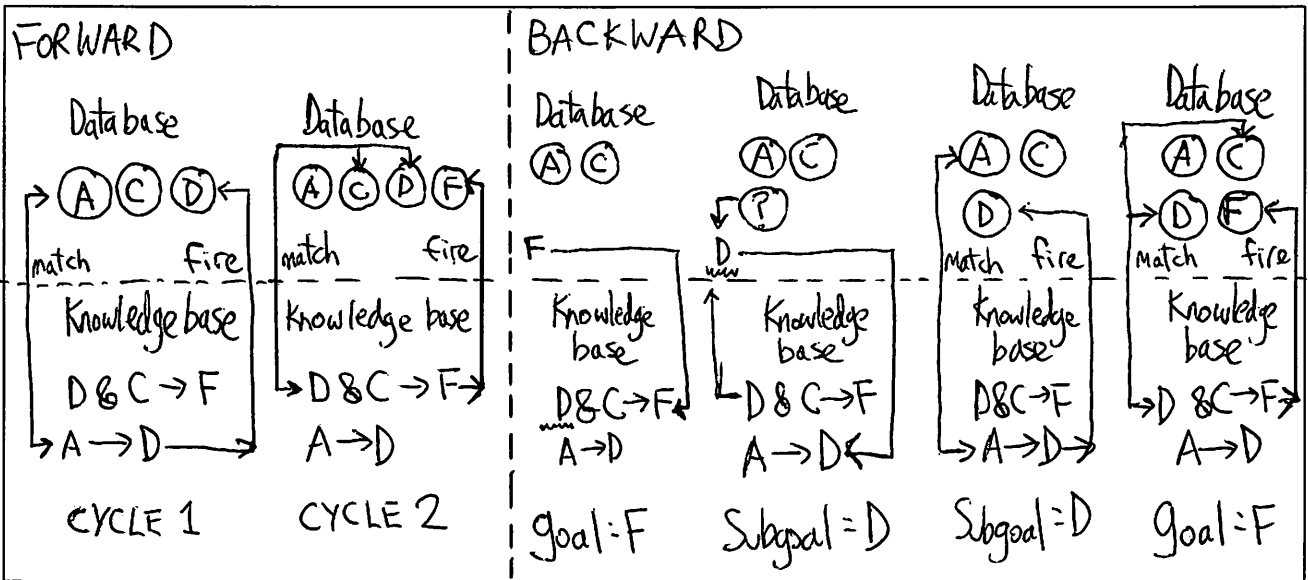 FORWARD
Database
A C D
match fire
Knowledge base
D & C → F
A → D
CYCLE 1
Database
A C D F
match fire
Knowledge base
D & C → F
A → D
CYCLE 2
BACKWARD
Database
A C
F
Knowledge
base
D & C → F
A → D
goal = F
Database
A C
?
D
Knowledge
base
D & C → F
A → D
Subgoal = D
Database
A C
D
Match fire
Knowledge
base
D & C → F
A → D
Subgoal = D
Database
A C
D F
Match fire
Knowledge
base
D & C → F
A → D
goal = F